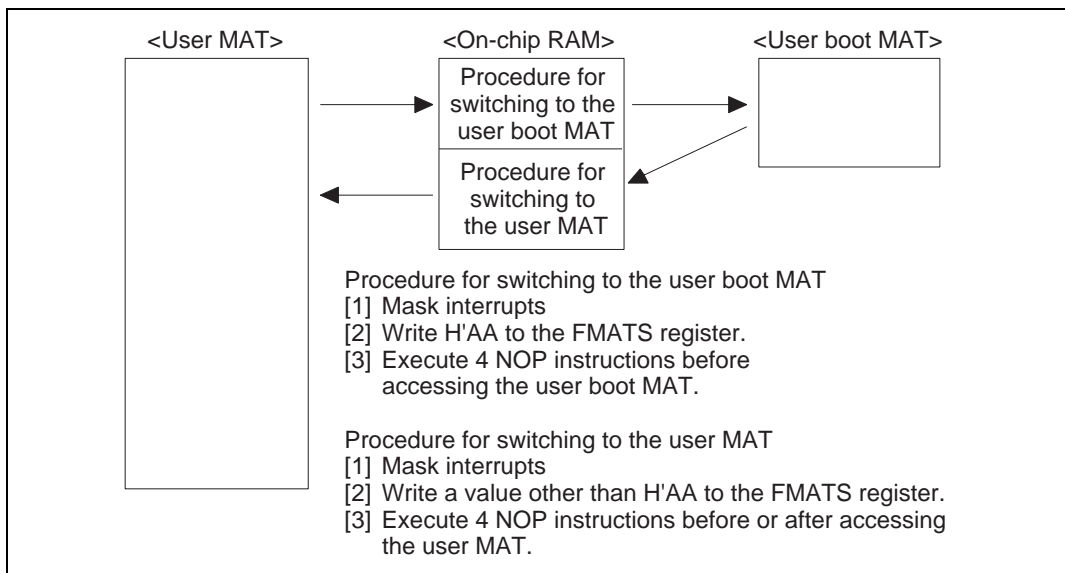 <User MAT>
<On-chip RAM>
<User boot MAT>
Procedure for
switching to the
user boot MAT
Procedure for
switching to
the user MAT
Procedure for switching to the user boot MAT
[1] Mask interrupts
[2] Write H'AA to the FMATS register.
[3] Execute 4 NOP instructions before
accessing the user boot MAT.
Procedure for switching to the user MAT
[1] Mask interrupts
[2] Write a value other than H'AA to the FMATS register.
[3] Execute 4 NOP instructions before or after accessing
the user MAT.